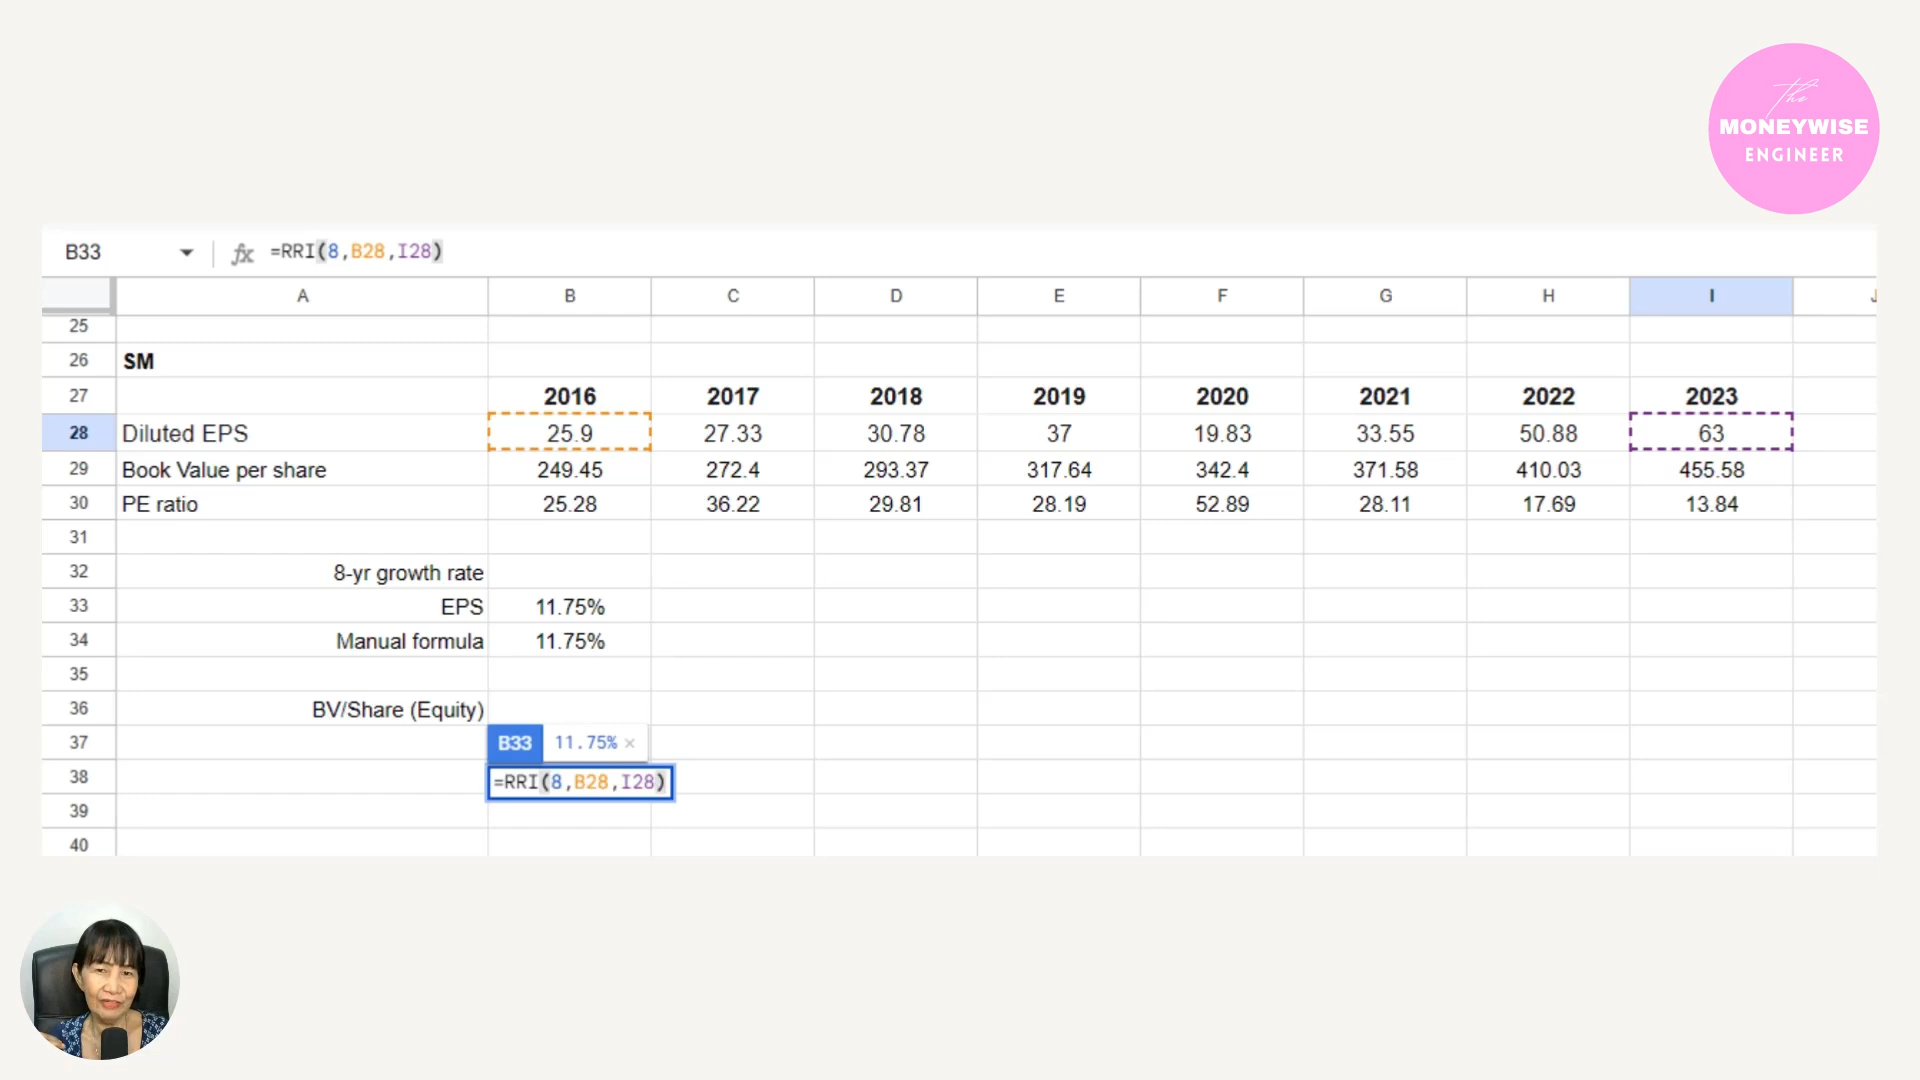 the
MONEYWISE
ENGINEER
B33 fx =RRI(8,B28,I28)
A B C D E F G H I J
25
26 SM
27 2016 2017 2018 2019 2020 2021 2022 2023
28 Diluted EPS 25.9 27.33 30.78 37 19.83 33.55 50.88 63
29 Book Value per share 249.45 272.4 293.37 317.64 342.4 371.58 410.03 455.58
30 PE ratio 25.28 36.22 29.81 28.19 52.89 28.11 17.69 13.84
31
32 8-yr growth rate
33 EPS 11.75%
34 Manual formula 11.75%
35
36 BV/Share (Equity)
37 B33 11.75% ×
38 =RRI(8,B28,I28)
39
40